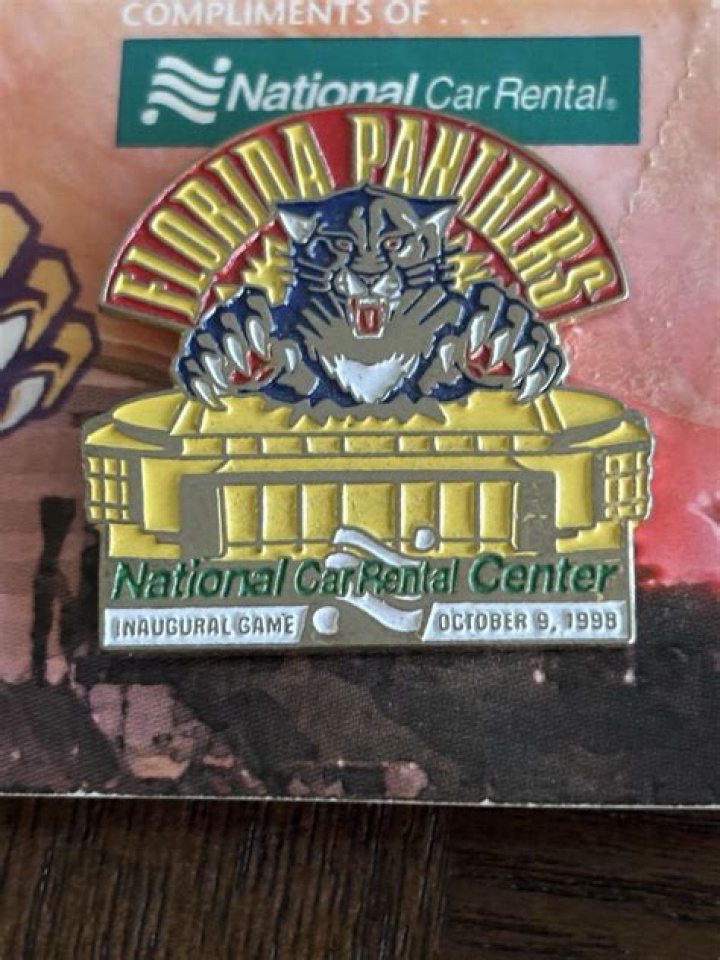 COMPLIMENTS OF . . .
National Car Rental®
FLORIDA PANTHERS
National Car Rental Center
INAUGURAL GAME OCTOBER 9, 1998